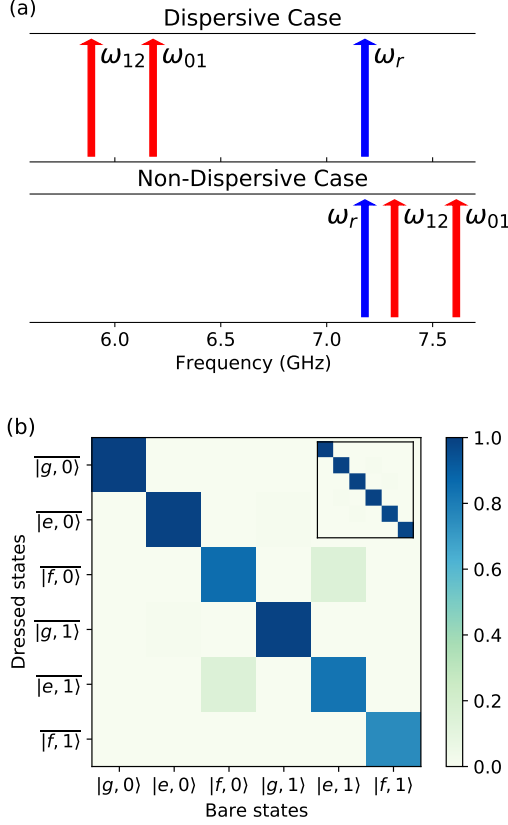 (a)
Dispersive Case
ω12 ω01 ωr
Non-Dispersive Case
ωr ω12 ω01
6.0 6.5 7.0 7.5
Frequency (GHz)
(b)
|g, 0⟩ 1.0
|e, 0⟩ 0.8
|f, 0⟩ 0.6
|g, 1⟩ 0.4
|e, 1⟩ 0.2
|f, 1⟩ 0.0
Dressed states
|g, 0⟩ |e, 0⟩ |f, 0⟩ |g, 1⟩ |e, 1⟩ |f, 1⟩
Bare states